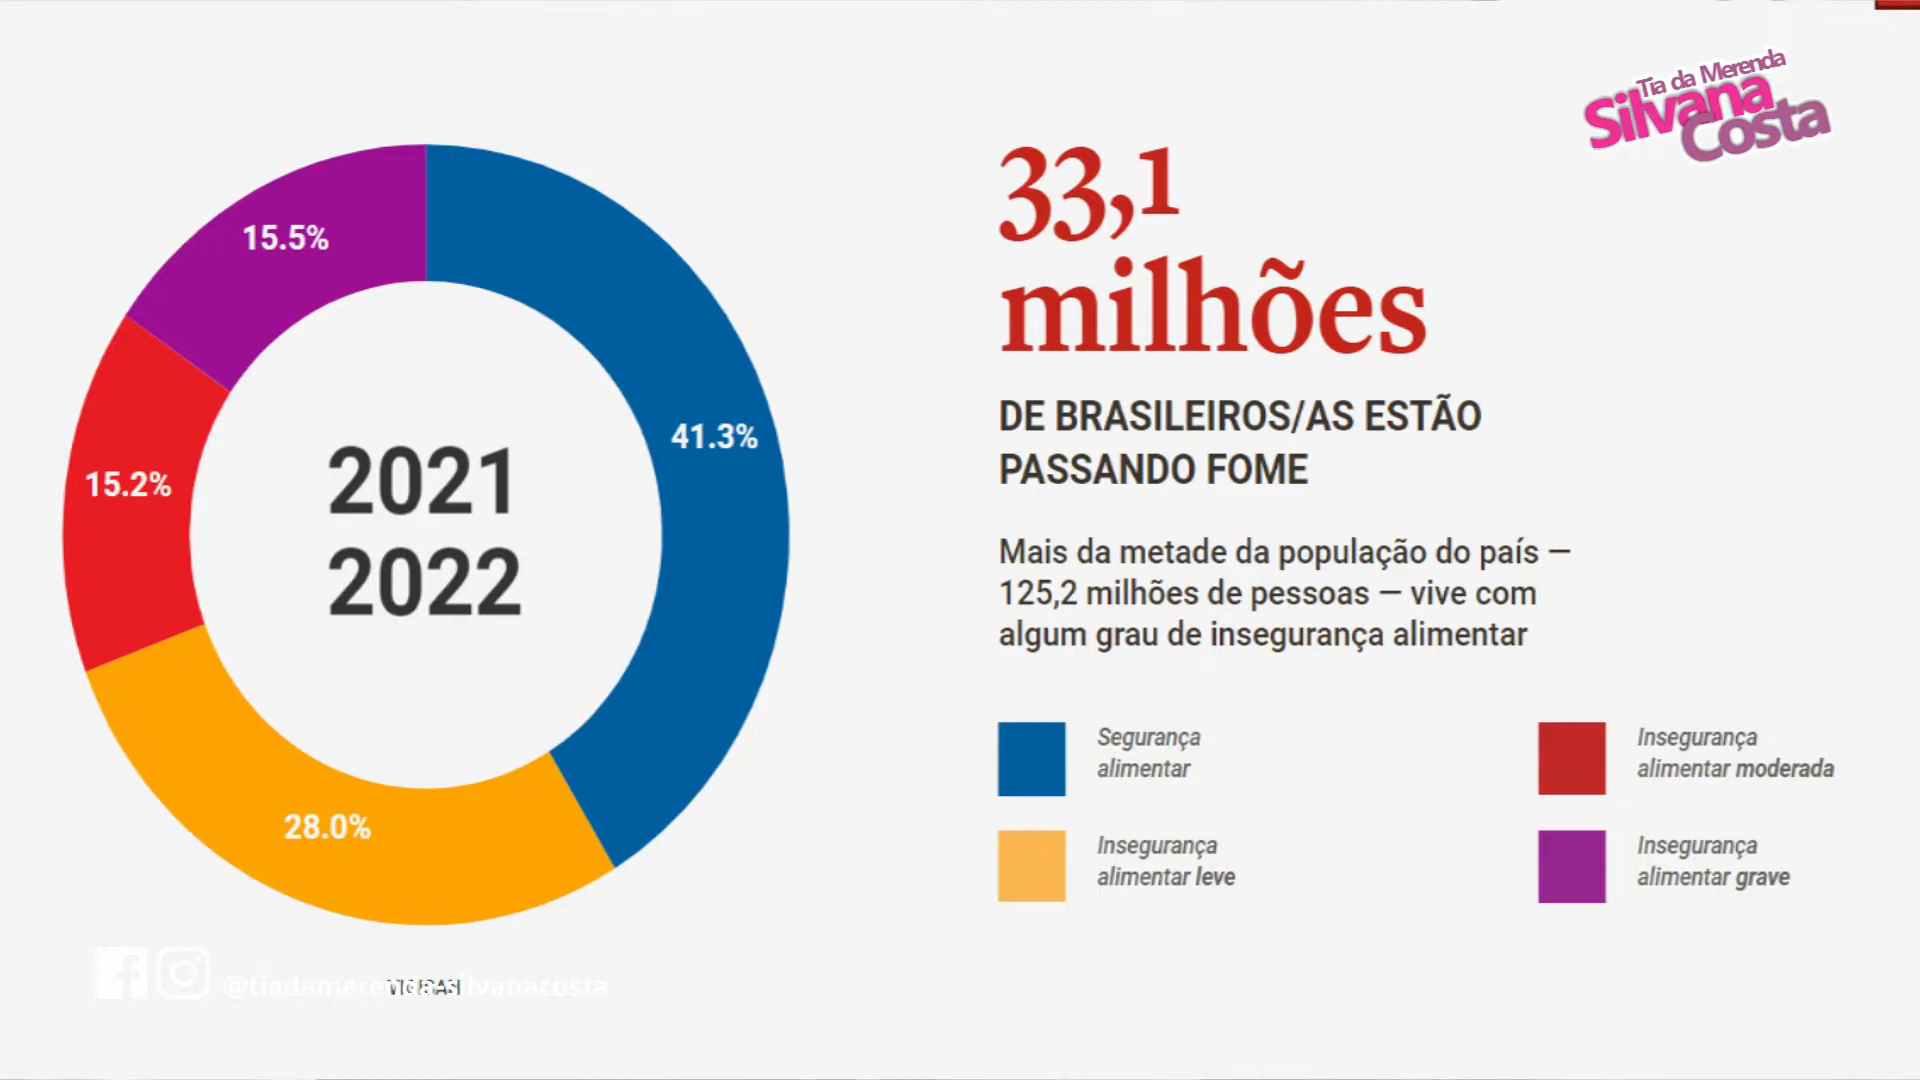 Tia da Merenda
Silvana
Costa
33,1
milhões
DE BRASILEIROS/AS ESTÃO
PASSANDO FOME
Mais da metade da população do país —
125,2 milhões de pessoas — vive com
algum grau de insegurança alimentar
15.5%
41.3%
15.2%
28.0%
2021
2022
Segurança
alimentar
Insegurança
alimentar moderada
Insegurança
alimentar leve
Insegurança
alimentar grave